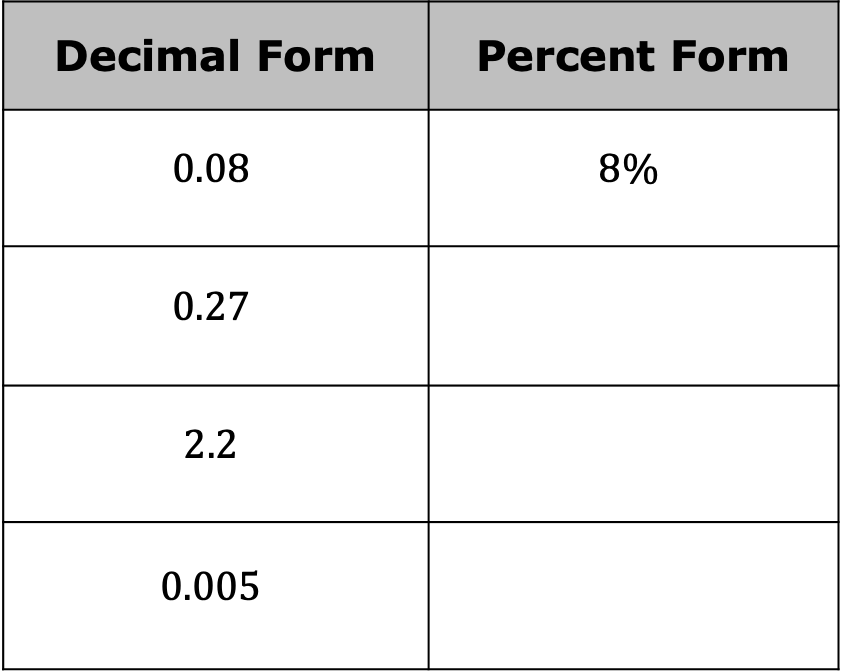 Decimal Form Percent Form
0.08 8%
0.27
2.2
0.005